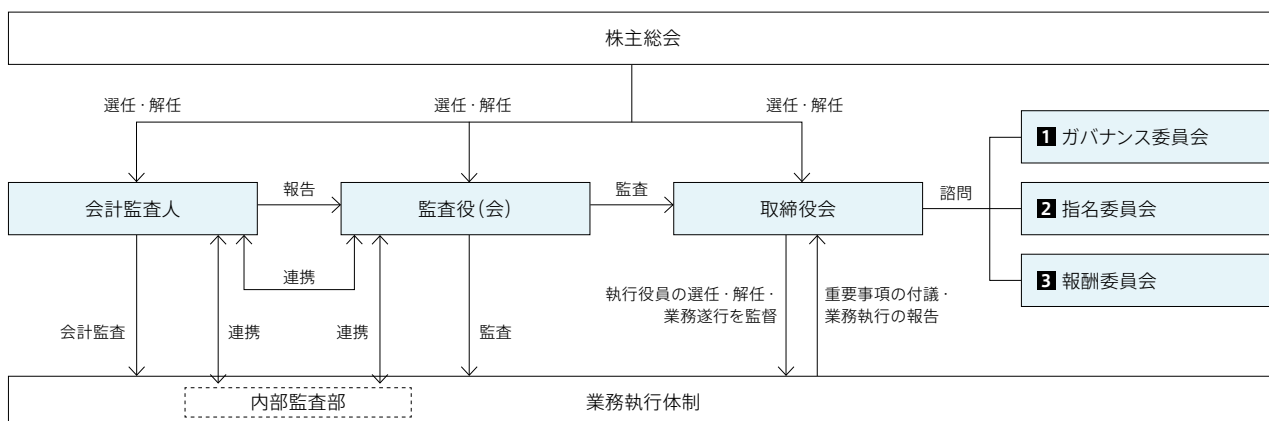 株主総会
選任・解任
選任・解任
選任・解任
1 ガバナンス委員会
会計監査人
報告
監査役(会)
監査
取締役会
諮問
2 指名委員会
3 報酬委員会
連携
執行役員の選任・解任・
業務遂行を監督
重要事項の付議・
業務執行の報告
会計監査
連携
連携
監査
内部監査部
業務執行体制